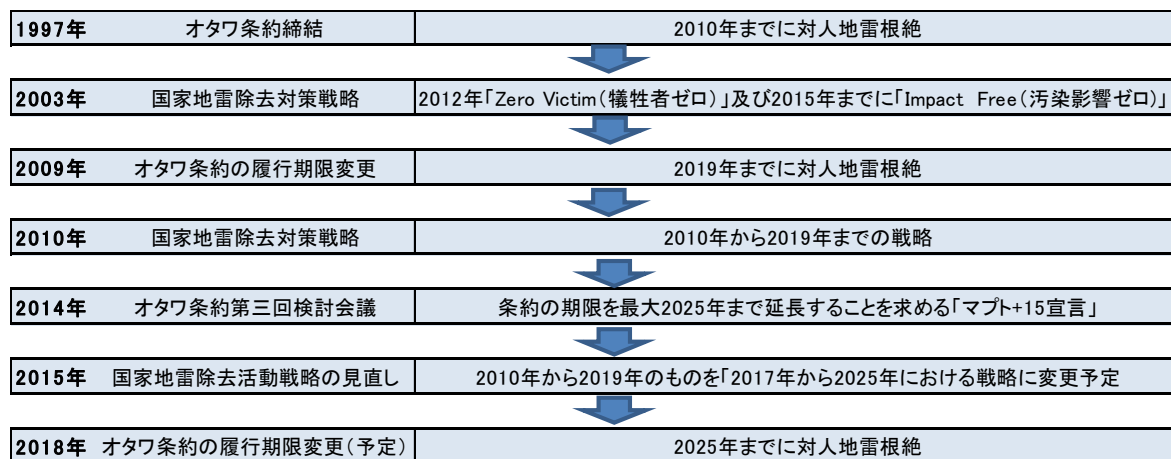 1997年 オタワ条約締結 2010年までに対人地雷根絶
2003年 国家地雷除去対策戦略 2012年「Zero Victim（犠牲者ゼロ）」及び2015年までに「Impact Free（汚染影響ゼロ）」
2009年 オタワ条約の履行期限変更 2019年までに対人地雷根絶
2010年 国家地雷除去対策戦略 2010年から2019年までの戦略
2014年 オタワ条約第三回検討会議 条約の期限を最大2025年まで延長することを求める「マプト+15宣言」
2015年 国家地雷除去活動戦略の見直し 2010年から2019年のものを「2017年から2025年における戦略に変更予定
2018年 オタワ条約の履行期限変更（予定） 2025年までに対人地雷根絶